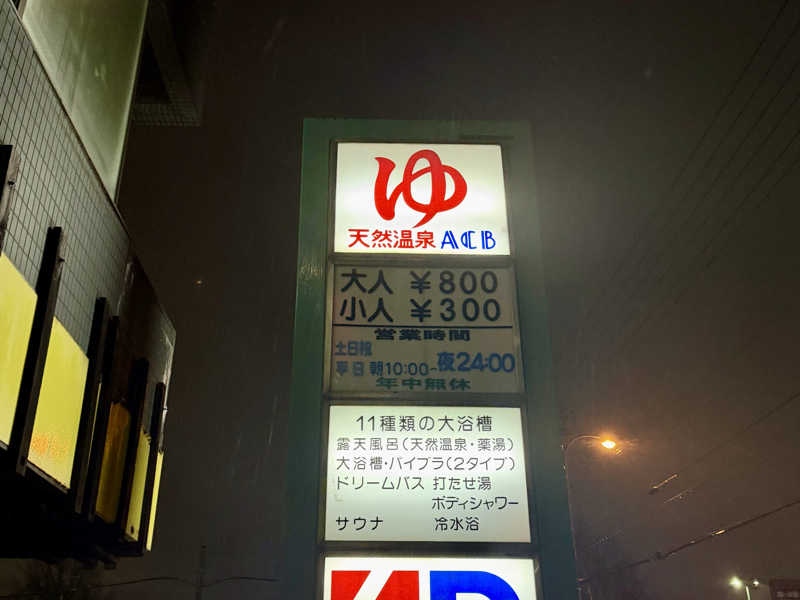 ゆ
天然温泉 ACB
大人 ￥800
小人 ￥300
営業時間
土日祝
平日 朝10:00-夜24:00
年中無休
11種類の大浴槽
露天風呂(天然温泉・薬湯)
大浴槽・バイブラ(2タイプ)
ドリームバス 打たせ湯
ボディシャワー
サウナ 冷水浴